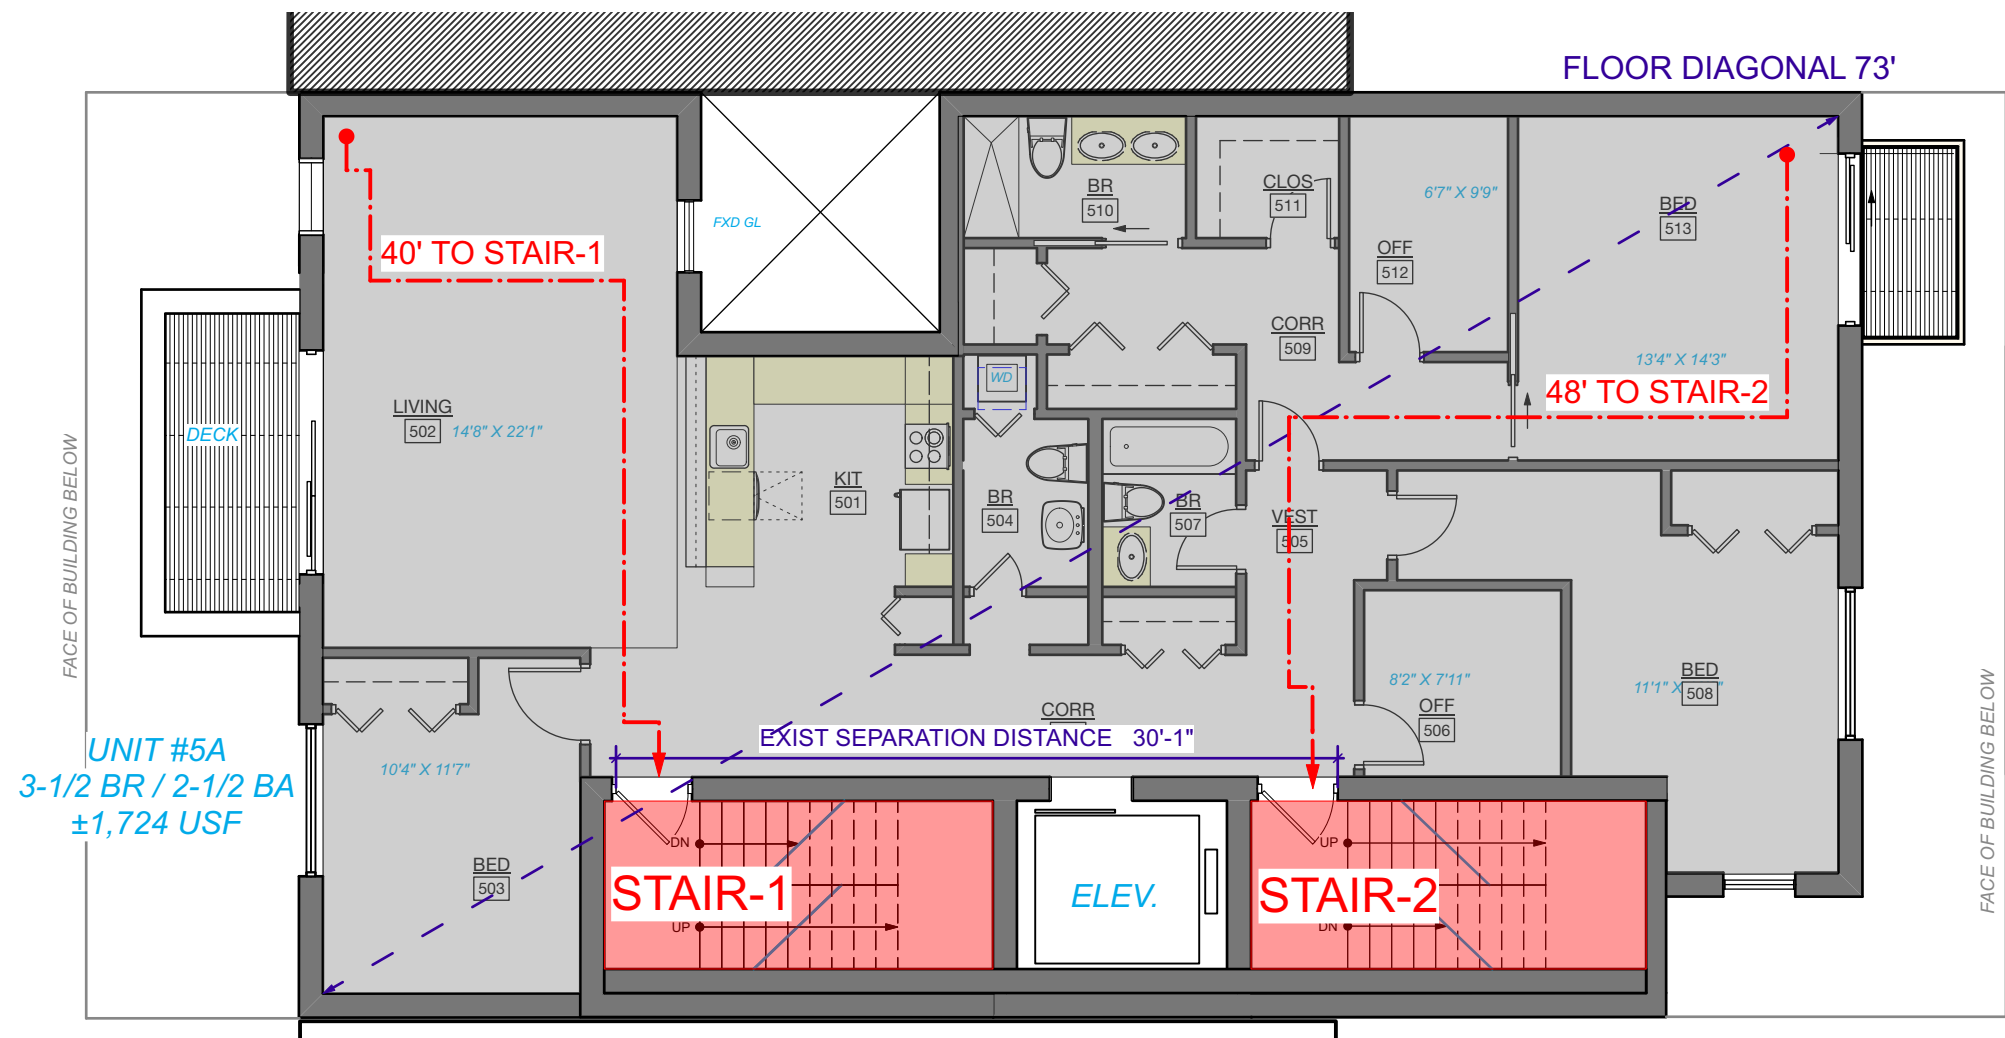 FLOOR DIAGONAL 73'
BR
510
CLOS
511
6'7" X 9'9"
BED
513
FXD GL
40' TO STAIR-1
OFF
512
CORR
509
13'4" X 14'3"
48' TO STAIR-2
WD
LIVING
502
14'8" X 22'1"
DECK
KIT
501
BR
504
BR
507
VEST
505
FACE OF BUILDING BELOW
8'2" X 7'11"
BED
508
11'1" X
OFF
506
CORR
EXIST SEPARATION DISTANCE 30'-1"
UNIT #5A
3-1/2 BR / 2-1/2 BA
±1,724 USF
10'4" X 11'7"
BED
503
DN
STAIR-1
UP
ELEV.
UP
STAIR-2
DN
FACE OF BUILDING BELOW